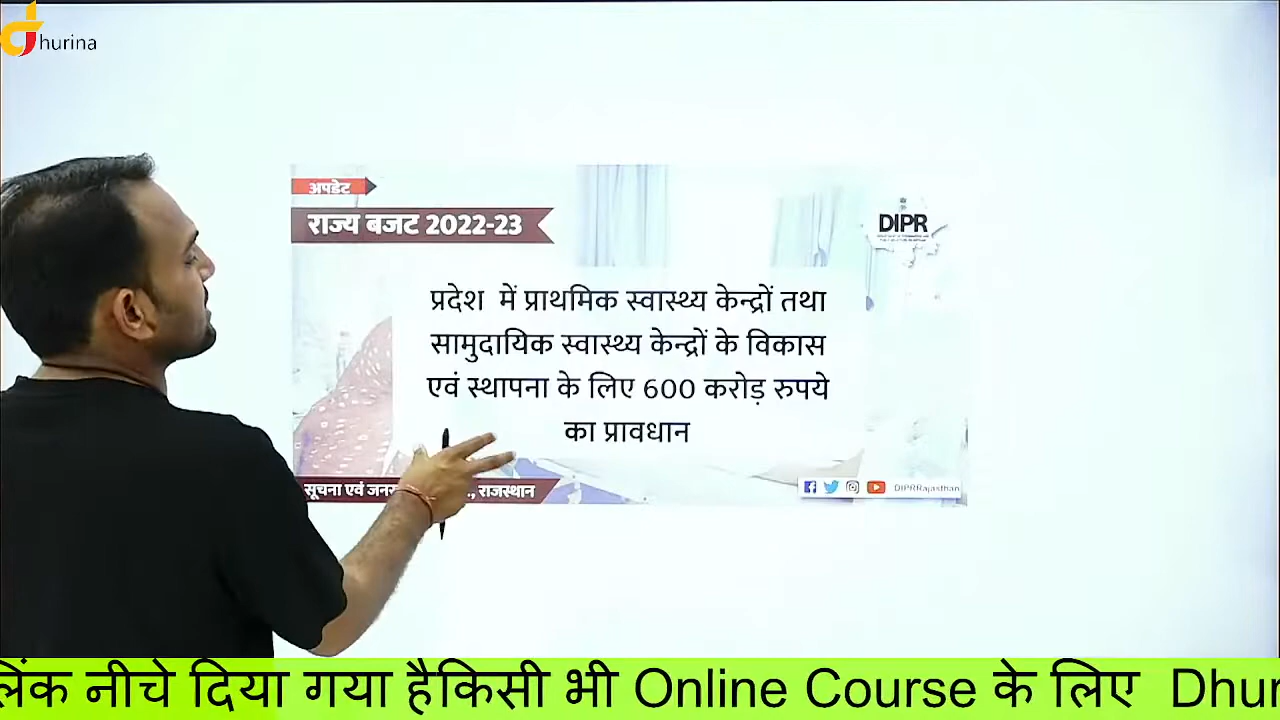 hurina
अपडेट
राज्य बजट 2022-23
DIPR
प्रदेश में प्राथमिक स्वास्थ्य केन्द्रों तथा
सामुदायिक स्वास्थ्य केन्द्रों के विकास
एवं स्थापना के लिए 600 करोड़ रुपये
का प्रावधान
सूचना एवं राजस्थान
DIPRRajasthan
लिंक नीचे दिया गया हैकिसी भी Online Course के लिए Dhur